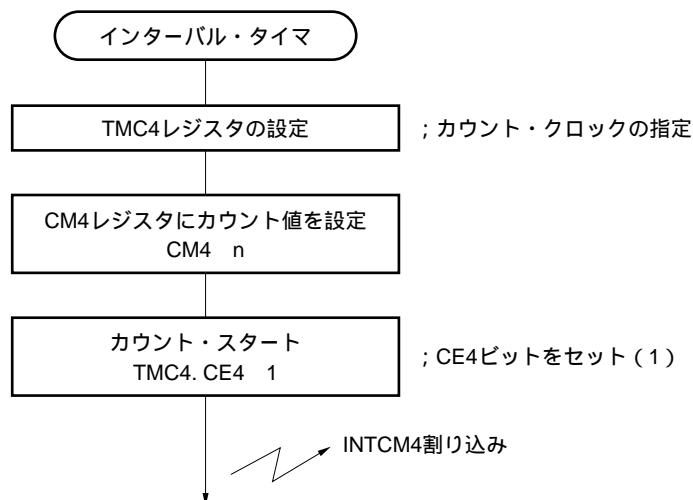 インターバル・タイマ
TMC4レジスタの設定
；カウント・クロックの指定
CM4レジスタにカウント値を設定
CM4 n
カウント・スタート
TMC4. CE4 1
；CE4ビットをセット（1）
INTCM4割り込み